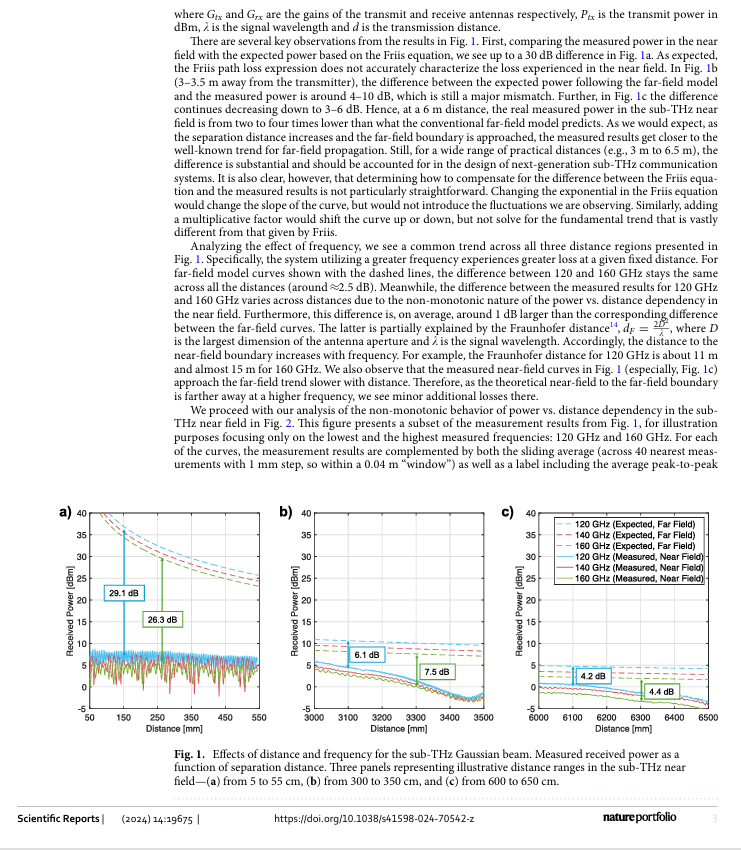 where Gtx and Grx are the gains of the transmit and receive antennas respectively, Ptx is the transmit power in
dBm, λ is the signal wavelength and d is the transmission distance.
There are several key observations from the results in Fig. 1. First, comparing the measured power in the near
field with the expected power based on the Friis equation, we see up to a 30 dB difference in Fig. 1a. As expected,
the Friis path loss expression does not accurately characterize the loss experienced in the near field. In Fig. 1b
(3–3.5 m away from the transmitter), the difference between the expected power following the far-field model
and the measured power is around 4–10 dB, which is still a major mismatch. Further, in Fig. 1c the difference
continues decreasing down to 3–6 dB. Hence, at a 6 m distance, the real measured power in the sub-THz near
field is from two to four times lower than what the conventional far-field model predicts. As we would expect, as
the separation distance increases and the far-field boundary is approached, the measured results get closer to the
well-known trend for far-field propagation. Still, for a wide range of practical distances (e.g., 3 m to 6.5 m), the
difference is substantial and should be accounted for in the design of next-generation sub-THz communication
systems. It is also clear, however, that determining how to compensate for the difference between the Friis equa-
tion and the measured results is not particularly straightforward. Changing the exponential in the Friis equation
would change the slope of the curve, but would not introduce the fluctuations we are observing. Similarly, adding
a multiplicative factor would shift the curve up or down, but not solve for the fundamental trend that is vastly
different from that given by Friis.
Analyzing the effect of frequency, we see a common trend across all three distance regions presented in
Fig. 1. Specifically, the system utilizing a greater frequency experiences greater loss at a given fixed distance. For
far-field model curves shown with the dashed lines, the difference between 120 and 160 GHz stays the same
across all the distances (around ≈2.5 dB). Meanwhile, the difference between the measured results for 120 GHz
and 160 GHz varies across distances due to the non-monotonic nature of the power vs. distance dependency in
the near field. Furthermore, this difference is, on average, around 1 dB larger than the corresponding difference
between the far-field curves. The latter is partially explained by the Fraunhofer distance14, dF = 2D²/λ, where D
is the largest dimension of the antenna aperture and λ is the signal wavelength. Accordingly, the distance to the
near-field boundary increases with frequency. For example, the Fraunhofer distance for 120 GHz is about 11 m
and almost 15 m for 160 GHz. We also observe that the measured near-field curves in Fig. 1 (especially, Fig. 1c)
approach the far-field trend slower with distance. Therefore, as the theoretical near-field to the far-field boundary
is farther away at a higher frequency, we see minor additional losses there.
We proceed with our analysis of the non-monotonic behavior of power vs. distance dependency in the sub-
THz near field in Fig. 2. This figure presents a subset of the measurement results from Fig. 1, for illustration
purposes focusing only on the lowest and the highest measured frequencies: 120 GHz and 160 GHz. For each
of the curves, the measurement results are complemented by both the sliding average (across 40 nearest meas-
urements with 1 mm step, so within a 0.04 m “window”) as well as a label including the average peak-to-peak
a)
40
35
30
25
20
15
10
5
0
-5
Received Power [dBm]
29.1 dB
26.3 dB
50 150 250 350 450 550
Distance [mm]
b)
40
35
30
25
20
15
10
5
0
-5
Received Power [dBm]
6.1 dB
7.5 dB
3000 3100 3200 3300 3400 3500
Distance [mm]
c)
40
35
30
25
20
15
10
5
0
-5
Received Power [dBm]
120 GHz (Expected, Far Field)
140 GHz (Expected, Far Field)
160 GHz (Expected, Far Field)
120 GHz (Measured, Near Field)
140 GHz (Measured, Near Field)
160 GHz (Measured, Near Field)
4.2 dB
4.4 dB
6000 6100 6200 6300 6400 6500
Distance [mm]
Fig. 1. Effects of distance and frequency for the sub-THz Gaussian beam. Measured received power as a
function of separation distance. Three panels representing illustrative distance ranges in the sub-THz near
field—(a) from 5 to 55 cm, (b) from 300 to 350 cm, and (c) from 600 to 650 cm.
Scientific Reports | (2024) 14:19675 | https://doi.org/10.1038/s41598-024-70542-z natureportfolio 3